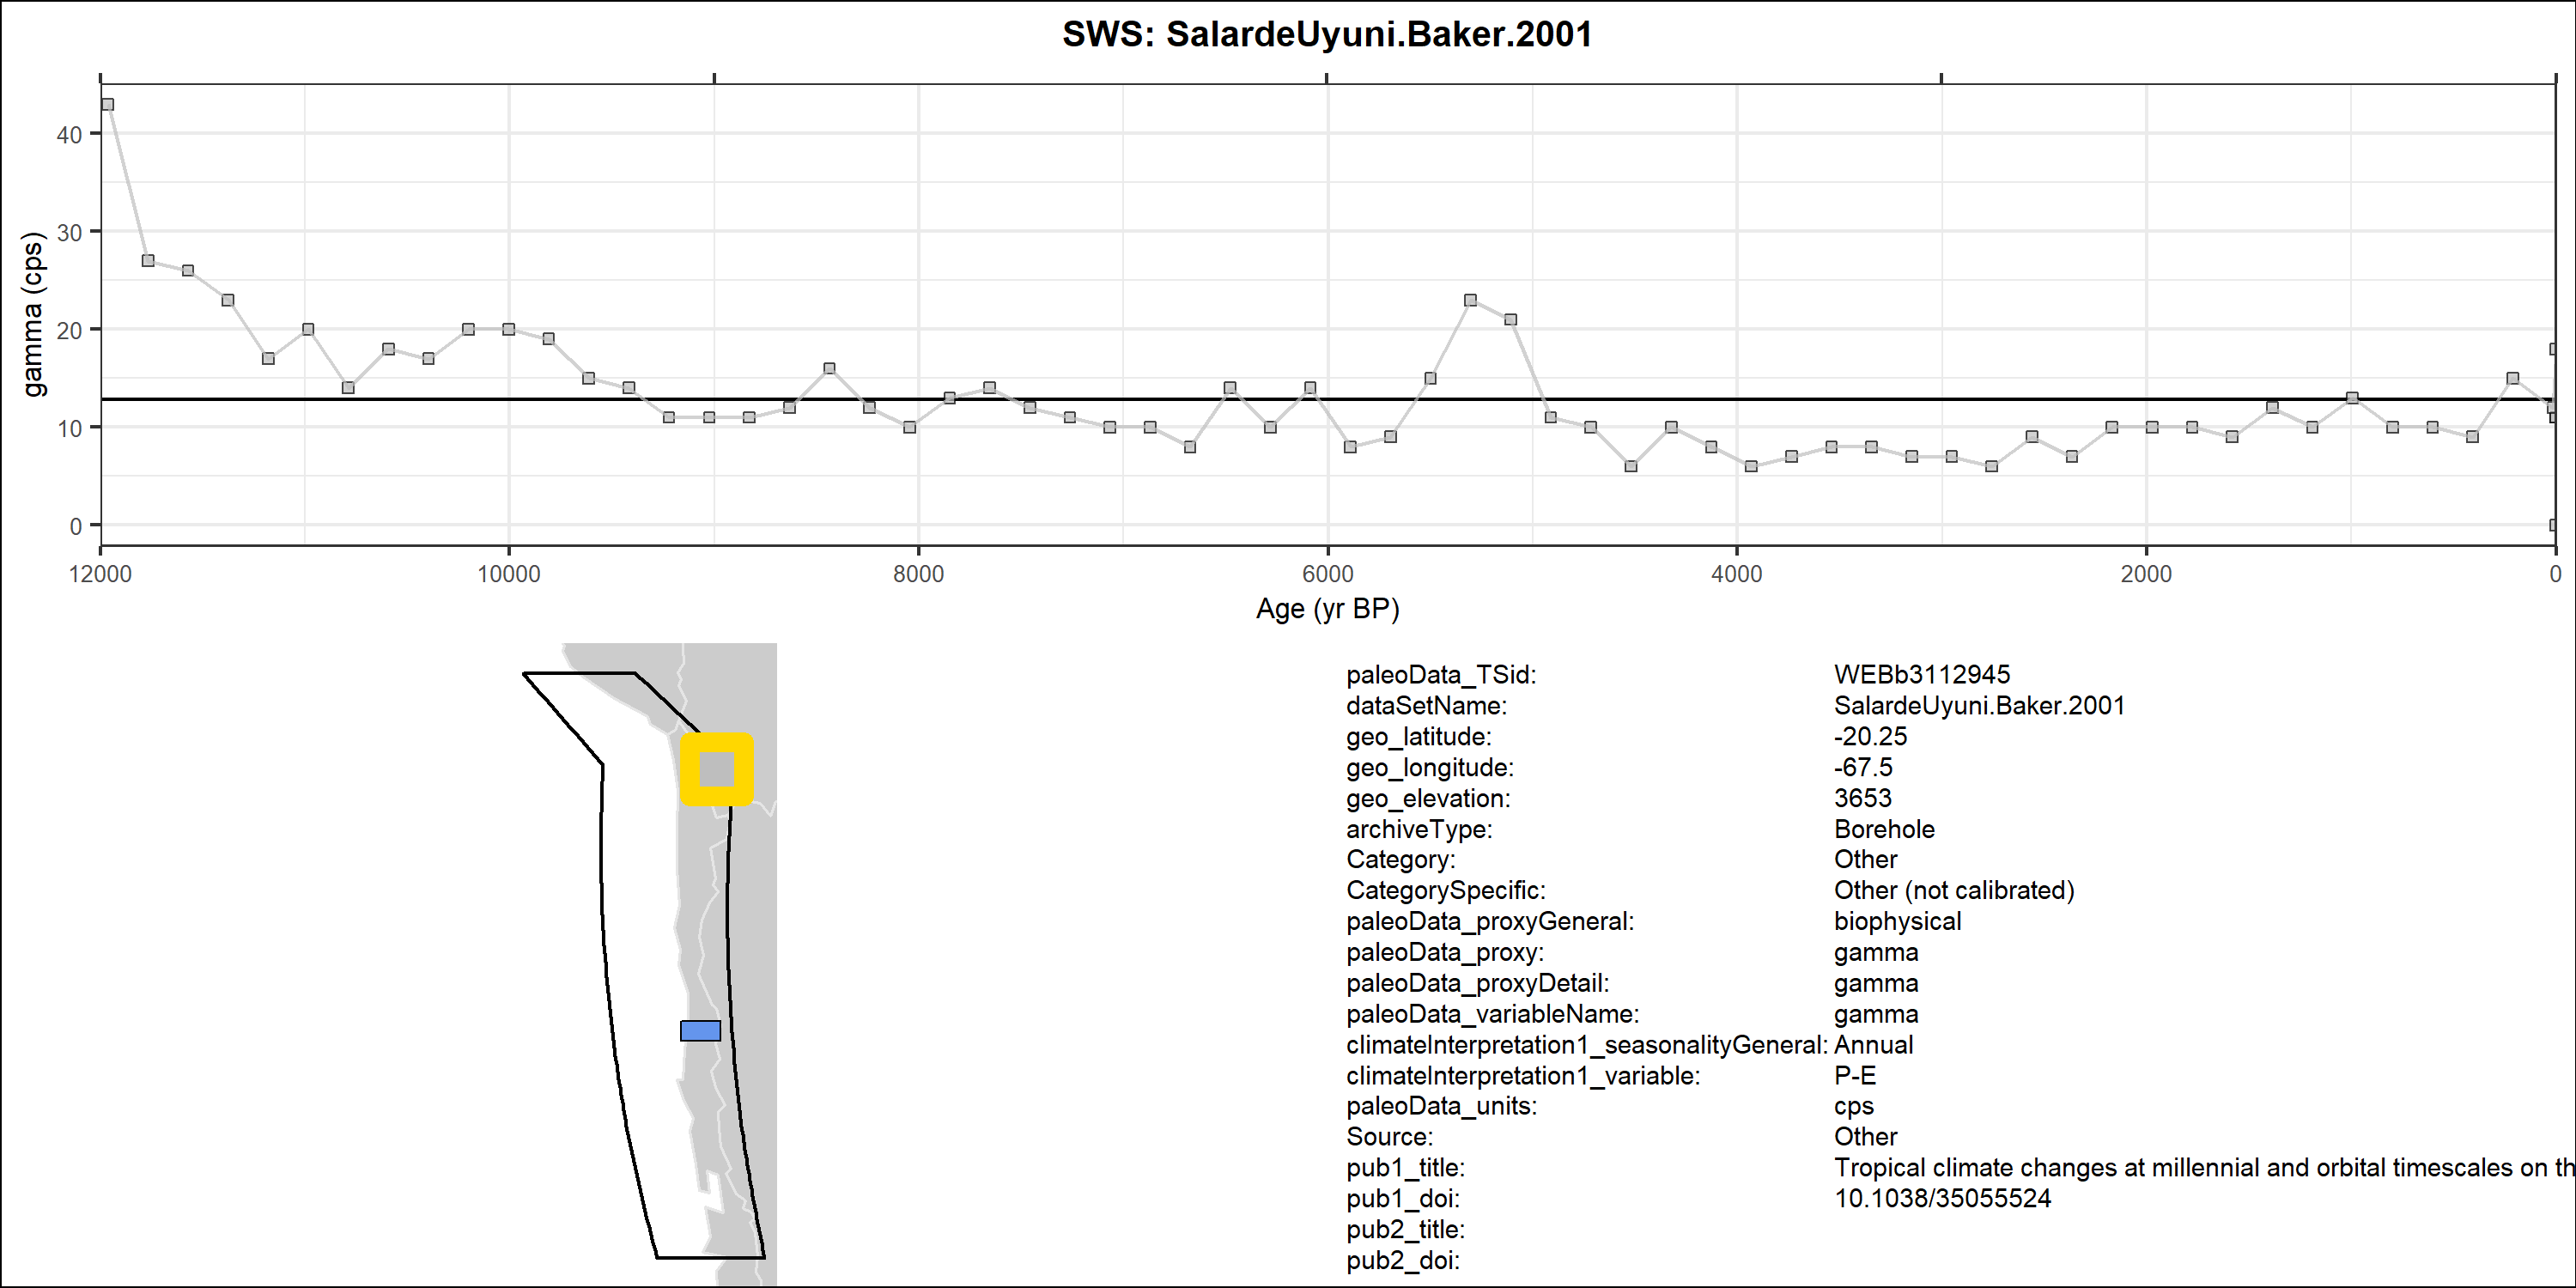 SWS: SalardeUyuni.Baker.2001
gamma (cps)
40
30
20
10
0
12000 10000 8000 6000 4000 2000 0
Age (yr BP)
paleoData_TSid: WEBb3112945
dataSetName: SalardeUyuni.Baker.2001
geo_latitude: -20.25
geo_longitude: -67.5
geo_elevation: 3653
archiveType: Borehole
Category: Other
CategorySpecific: Other (not calibrated)
paleoData_proxyGeneral: biophysical
paleoData_proxy: gamma
paleoData_proxyDetail: gamma
paleoData_variableName: gamma
climateInterpretation1_seasonalityGeneral: Annual
climateInterpretation1_variable: P-E
paleoData_units: cps
Source: Other
pub1_title: Tropical climate changes at millennial and orbital timescales on th
pub1_doi: 10.1038/35055524
pub2_title:
pub2_doi: